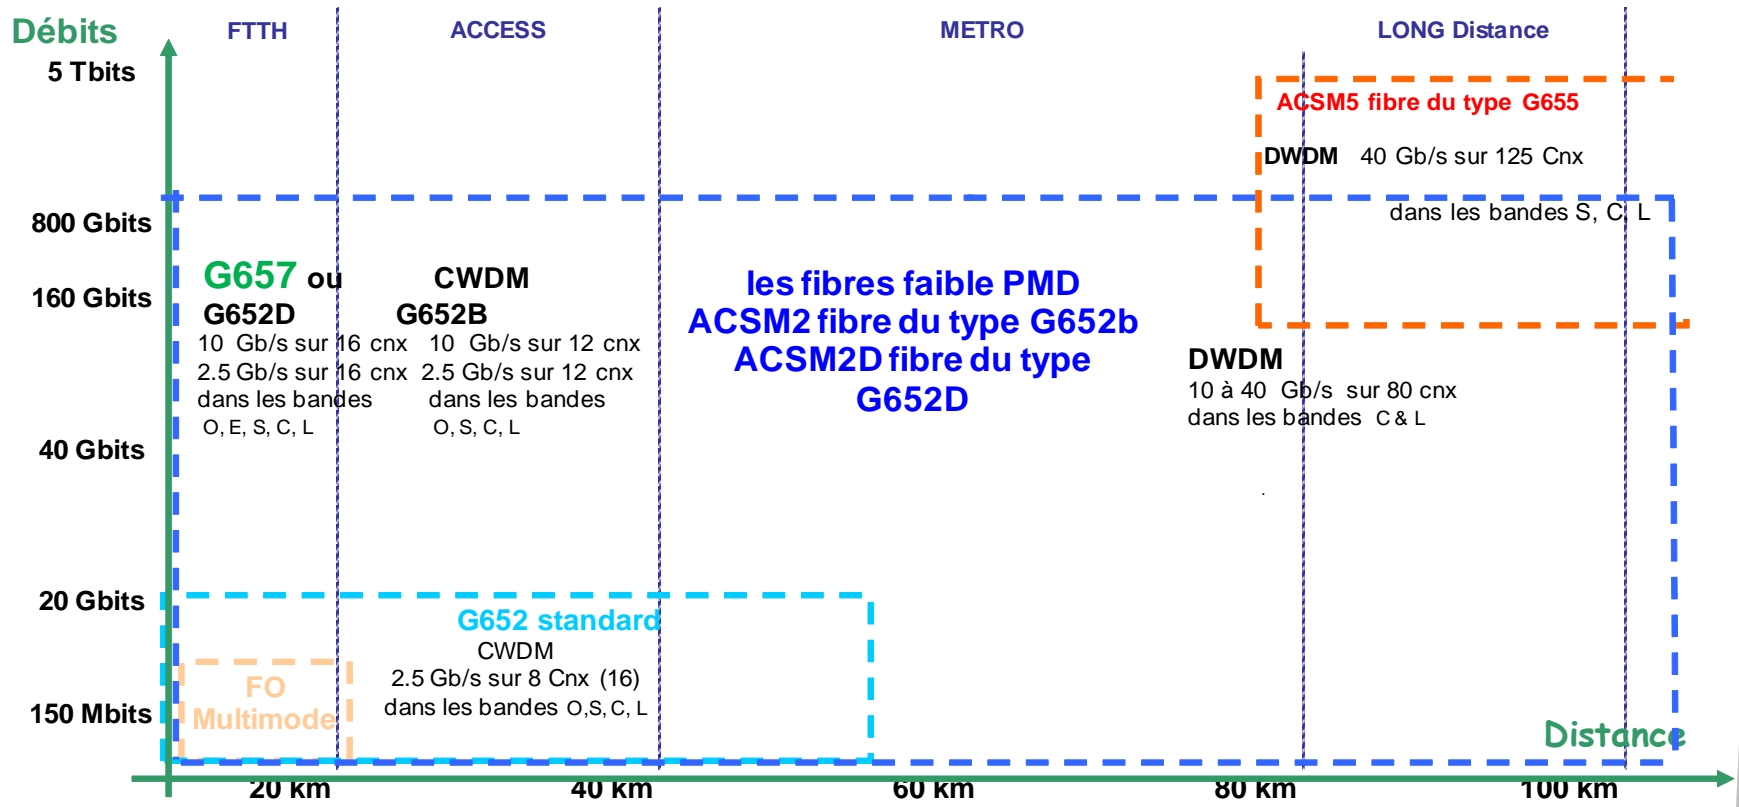 Débits
FTTH
ACCESS
METRO
LONG Distance
5 Tbits
ACSM5 fibre du type G655
DWDM 40 Gb/s sur 125 Cnx
dans les bandes S, C, L
800 Gbits
160 Gbits
40 Gbits
20 Gbits
150 Mbits
G657 ou
G652D
10 Gb/s sur 16 cnx
2.5 Gb/s sur 16 cnx
dans les bandes
O, E, S, C, L
CWDM
G652B
10 Gb/s sur 12 cnx
2.5 Gb/s sur 12 cnx
dans les bandes
O, S, C, L
les fibres faible PMD
ACSM2 fibre du type G652b
ACSM2D fibre du type
G652D
DWDM
10 à 40 Gb/s sur 80 cnx
dans les bandes C & L
.
G652 standard
CWDM
2.5 Gb/s sur 8 Cnx (16)
dans les bandes O,S, C, L
FO
Multimode
Distance
20 km
40 km
60 km
80 km
100 km